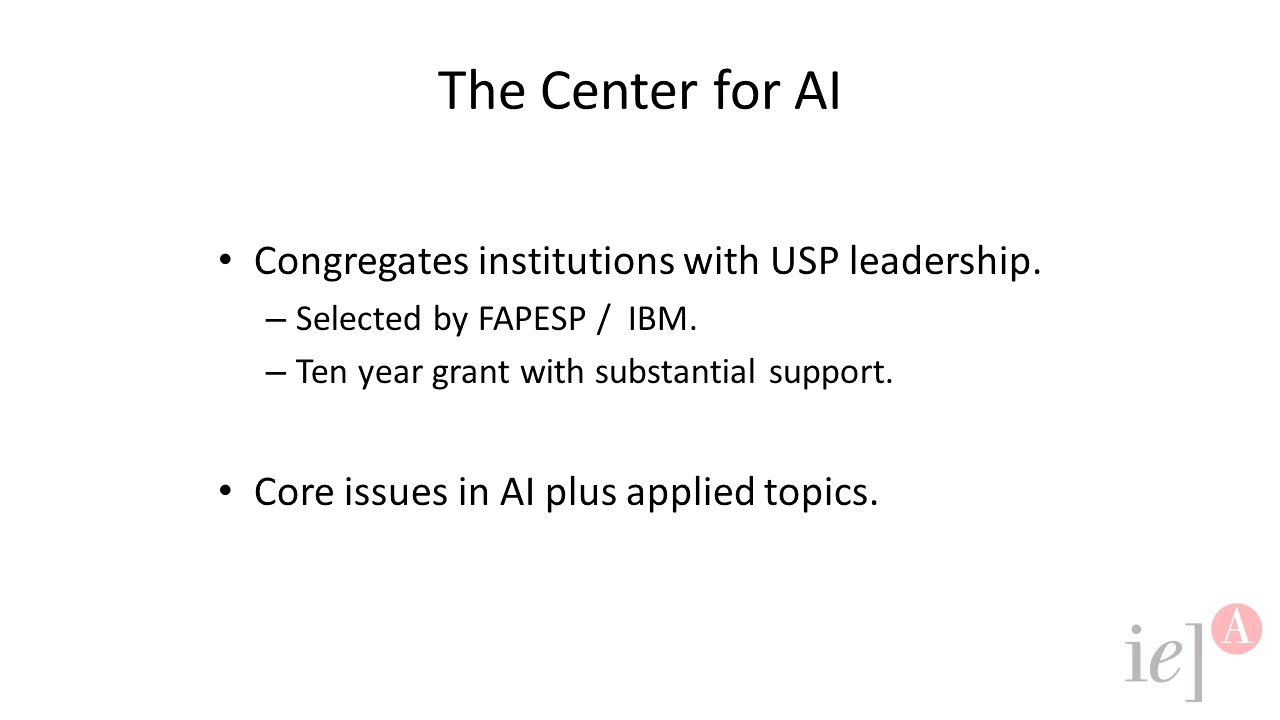 The Center for AI
• Congregates institutions with USP leadership.
– Selected by FAPESP / IBM.
– Ten year grant with substantial support.
• Core issues in AI plus applied topics.
ie] A